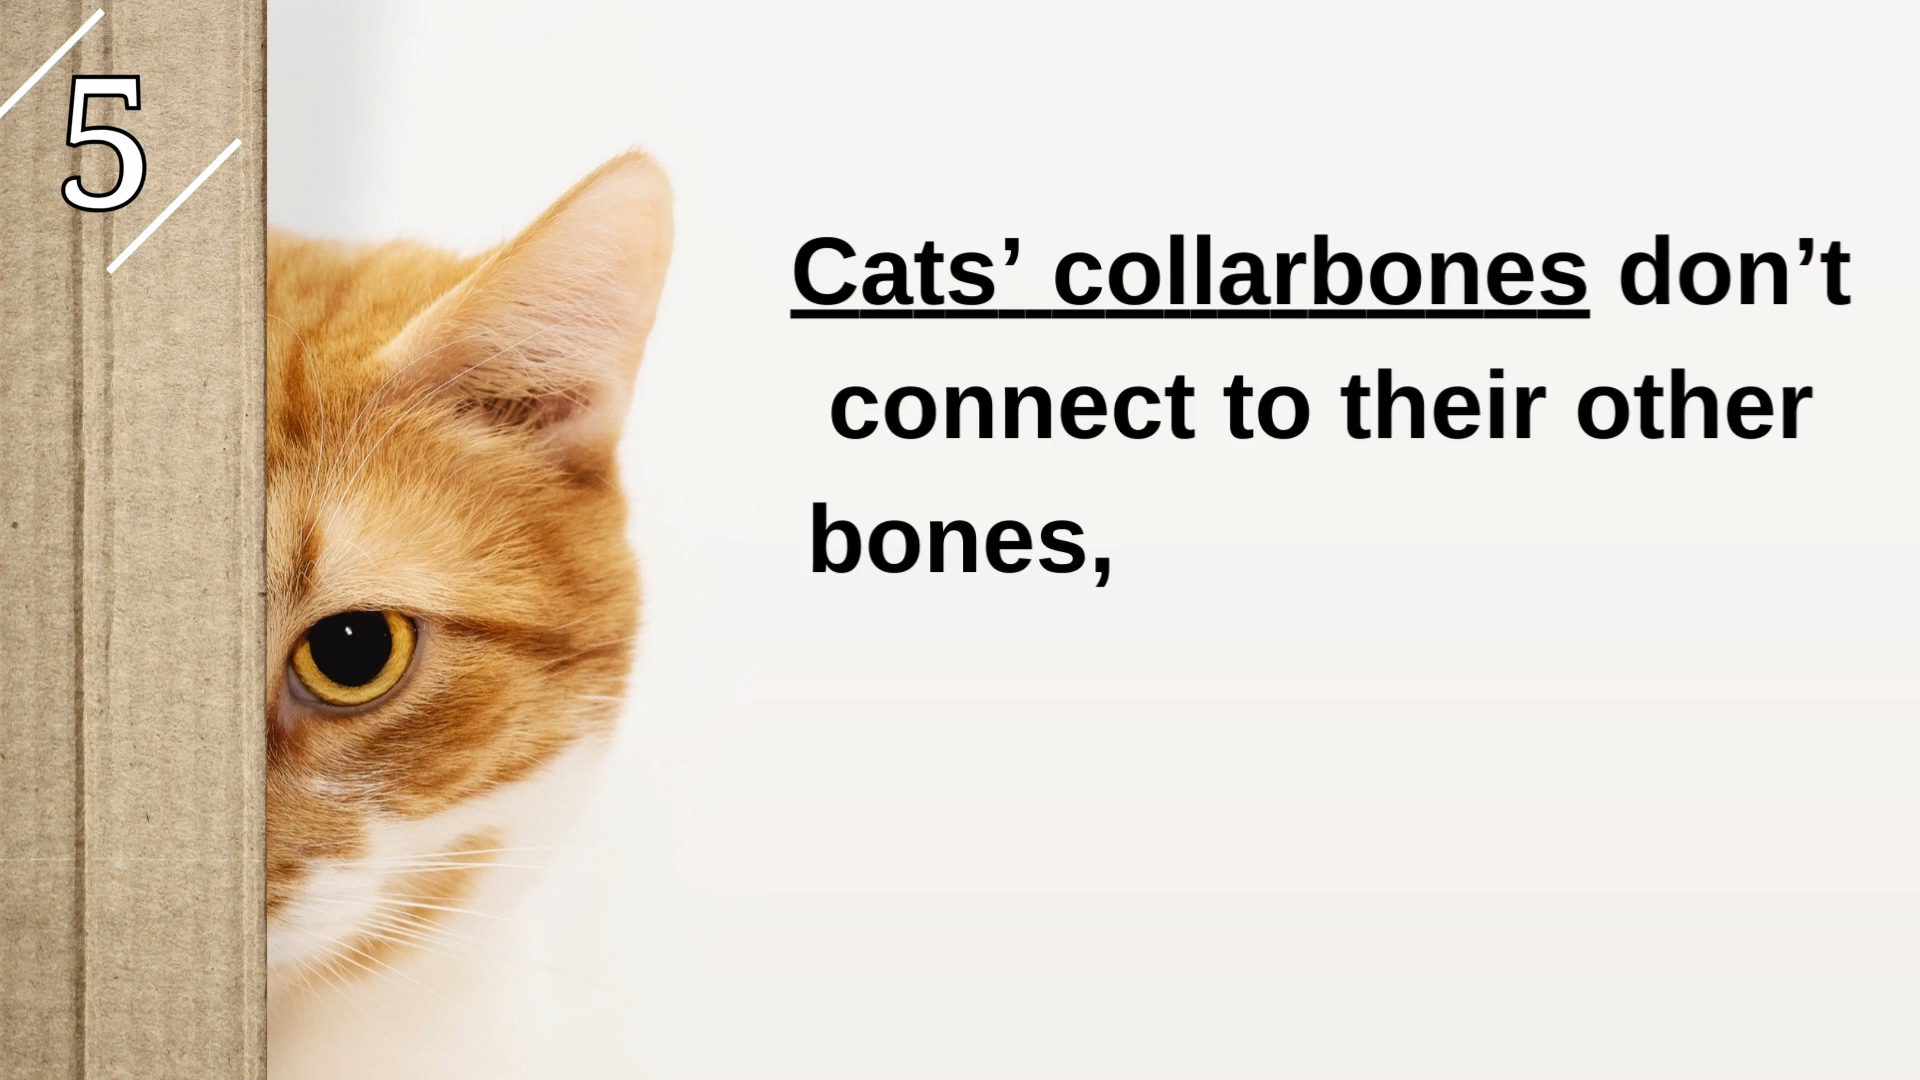 5
Cats’ collarbones don’t
connect to their other
bones,